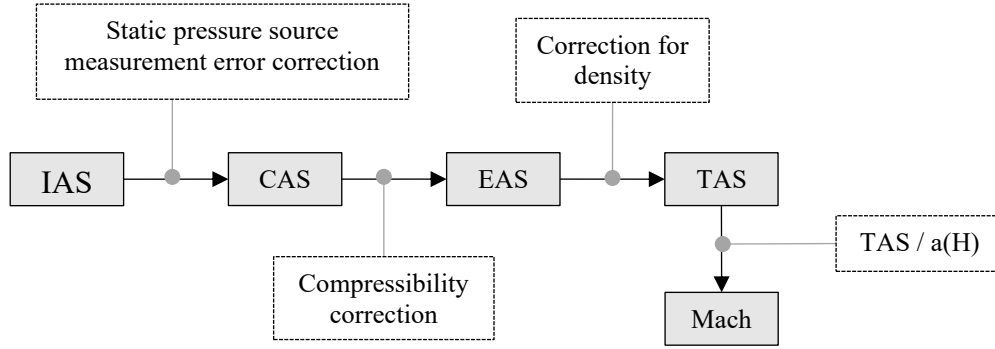 Static pressure source
measurement error correction
Correction for
density
IAS
CAS
EAS
TAS
TAS / a(H)
Compressibility
correction
Mach